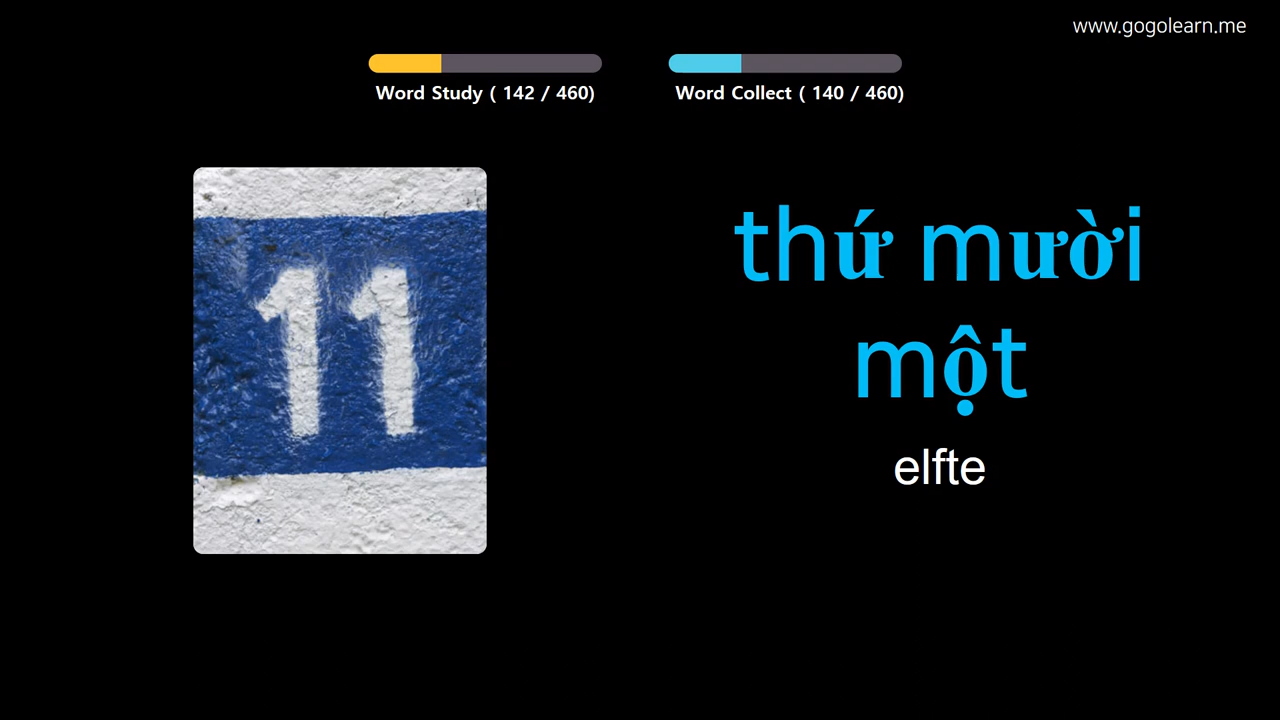 www.gogolearn.me
Word Study ( 142 / 460)
Word Collect ( 140 / 460)
11
thứ mười
một
elfte